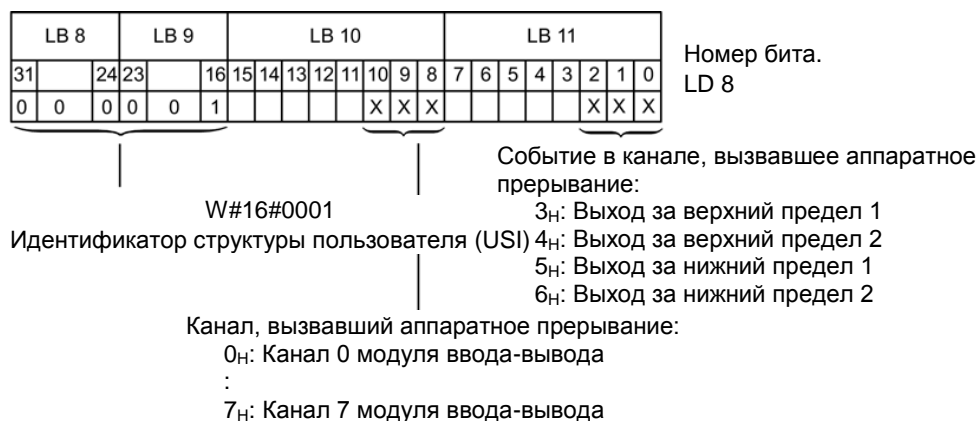 LB 8 LB 9 LB 10 LB 11
31 24 23 16 15 14 13 12 11 10 9 8 7 6 5 4 3 2 1 0
0 0 0 0 0 1 X X X X X X
Номер бита.
LD 8
Событие в канале, вызвавшее аппаратное
прерывание:
3H: Выход за верхний предел 1
4H: Выход за верхний предел 2
5H: Выход за нижний предел 1
6H: Выход за нижний предел 2
W#16#0001
Идентификатор структуры пользователя (USI)
Канал, вызвавший аппаратное прерывание:
0H: Канал 0 модуля ввода-вывода
:
7H: Канал 7 модуля ввода-вывода